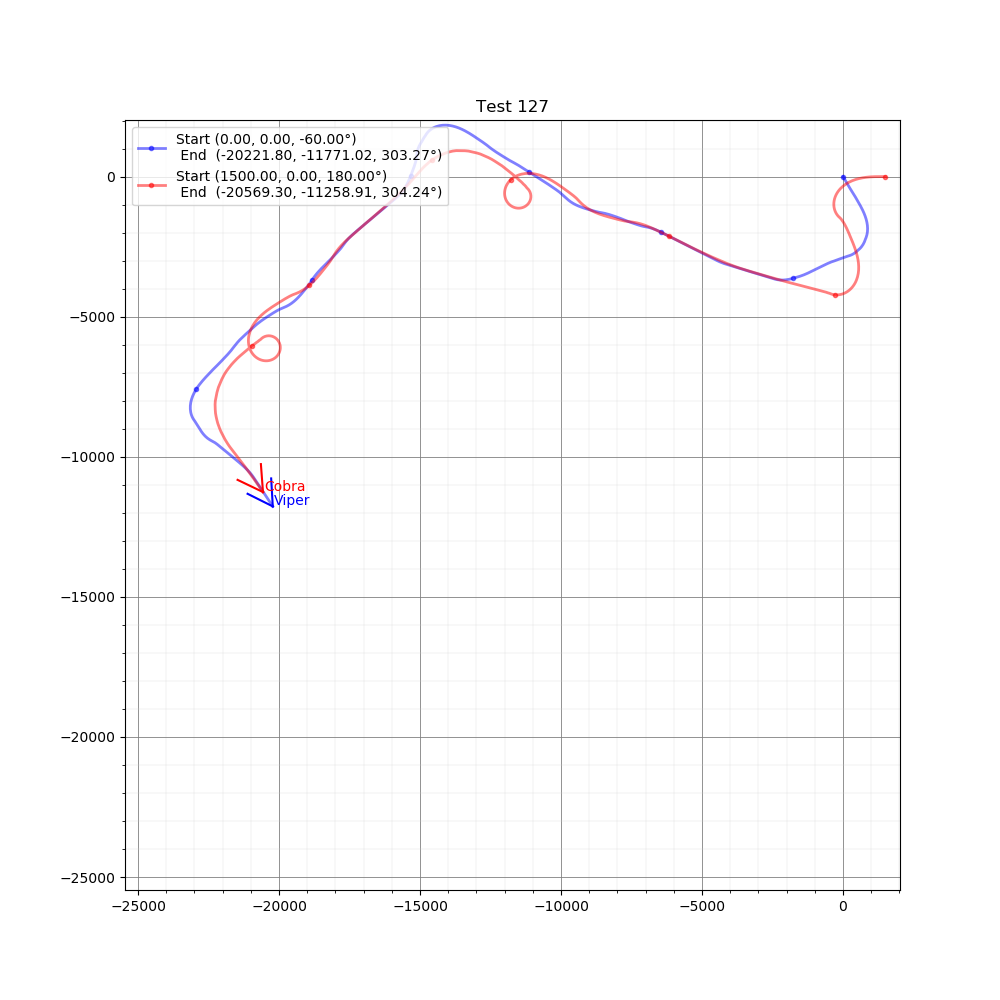 Test 127
Start (0.00, 0.00, -60.00°)
End (-20221.80, -11771.02, 303.27°)
Start (1500.00, 0.00, 180.00°)
End (-20569.30, -11258.91, 304.24°)
0
−5000
−10000
−15000
−20000
−25000
Cobra
Viper
−25000 −20000 −15000 −10000 −5000 0